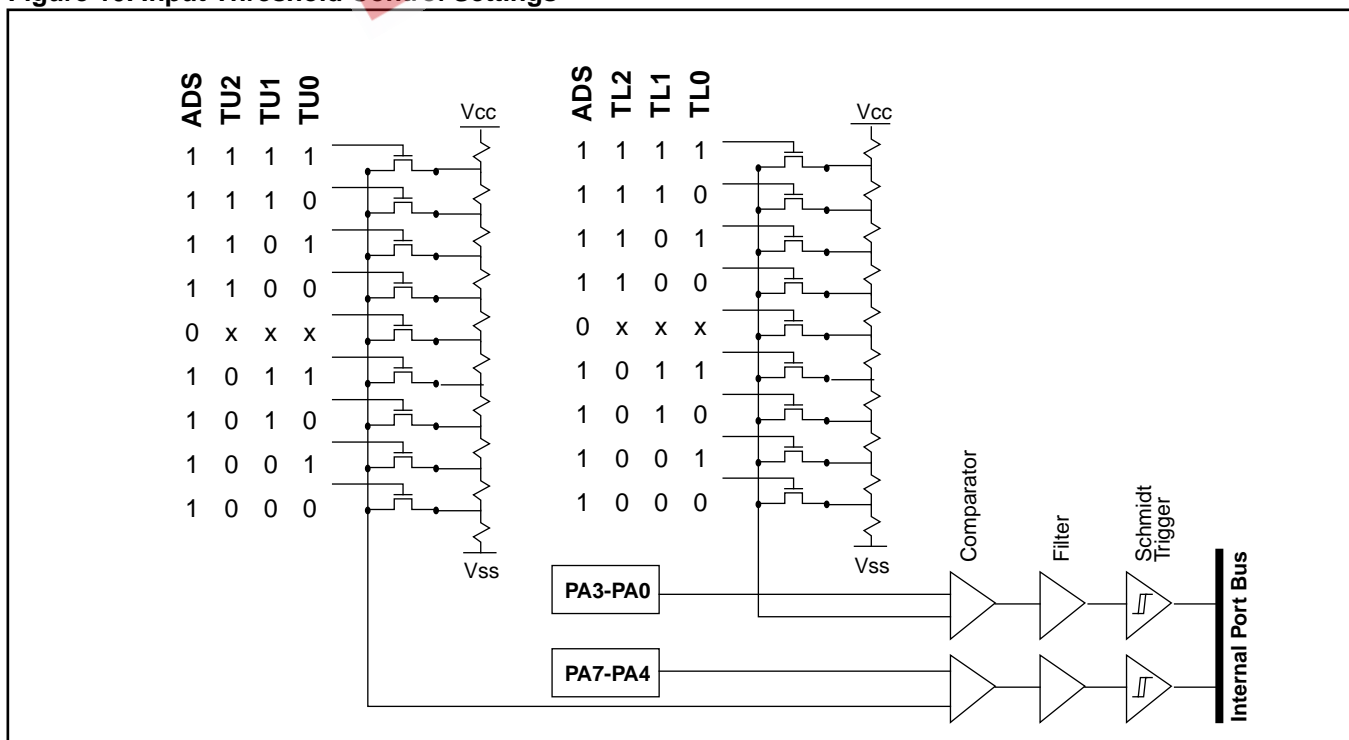 Figure 10. Input Threshold Control Settings
ADS TU2 TU1 TU0
Vcc
1 1 1 1
1 1 1 0
1 1 0 1
1 1 0 0
0 x x x
1 0 1 1
1 0 1 0
1 0 0 1
1 0 0 0
Vss
ADS TL2 TL1 TL0
Vcc
1 1 1 1
1 1 1 0
1 1 0 1
1 1 0 0
0 x x x
1 0 1 1
1 0 1 0
1 0 0 1
1 0 0 0
Vss
PA3-PA0
PA7-PA4
Comparator
Filter
Schmidt
Trigger
Internal Port Bus